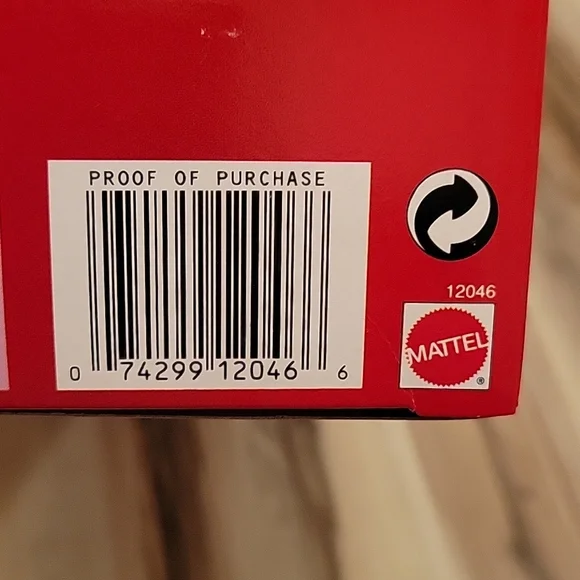 PROOF OF PURCHASE
0 74299 12046 6
12046
MATTEL
®